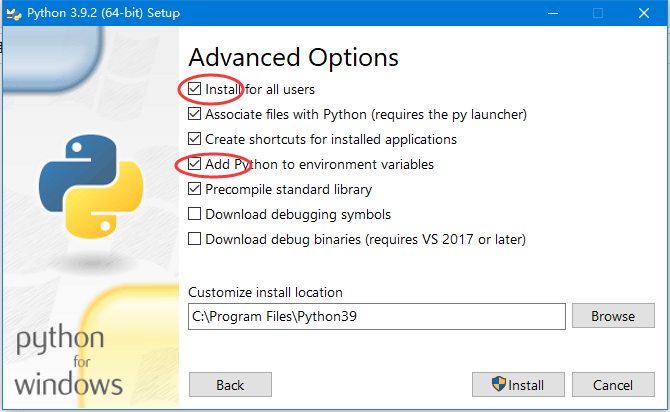 Python 3.9.2 (64-bit) Setup
Advanced Options
Install for all users
Associate files with Python (requires the py launcher)
Create shortcuts for installed applications
Add Python to environment variables
Precompile standard library
Download debugging symbols
Download debug binaries (requires VS 2017 or later)
Customize install location
C:\Program Files\Python39
Browse
python
for
windows
Back
Install
Cancel